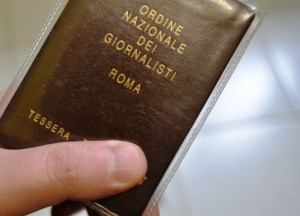 ORDINE
NAZIONALE
DEI
GIORNALISTI
ROMA
TESSERA